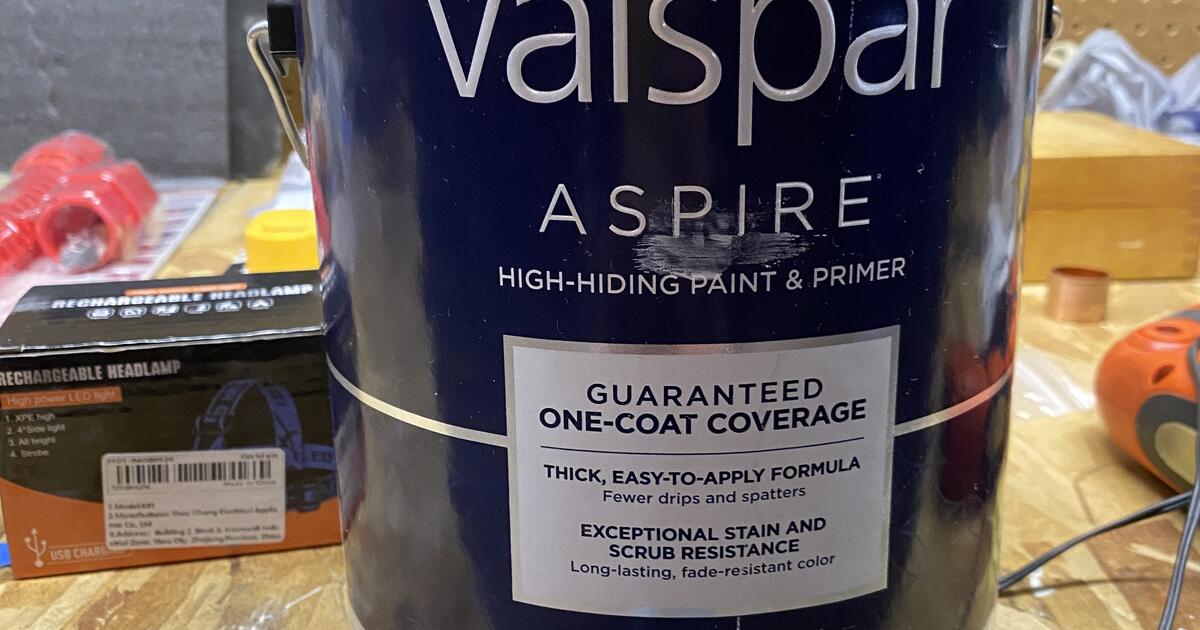 valspar
ASPIRE
HIGH-HIDING PAINT & PRIMER
GUARANTEED
ONE-COAT COVERAGE
THICK, EASY-TO-APPLY FORMULA
Fewer drips and spatters
EXCEPTIONAL STAIN AND
SCRUB RESISTANCE
Long-lasting, fade-resistant color
RECHARGEABLE HEADLAMP
RECHARGEABLE HEADLAMP
High power LED light
1. XPE high
2. 4*Side light
3. All bright
4. Strobe
Made in China
USB CHARGING